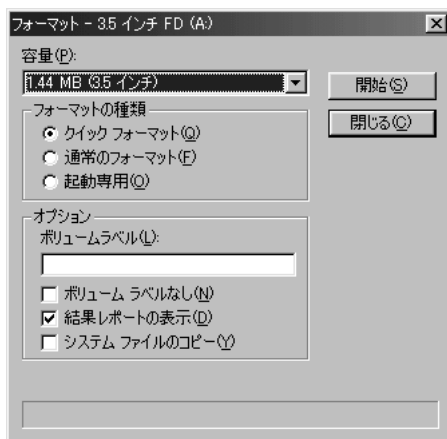 フォーマット - 3.5 インチ FD (A:)
容量(P):
1.44 MB (3.5 インチ)
開始(S)
閉じる(C)
フォーマットの種類
クイック フォーマット(Q)
通常のフォーマット(F)
起動専用(O)
オプション
ボリュームラベル(L):
ボリューム ラベルなし(N)
結果レポートの表示(D)
システム ファイルのコピー(Y)